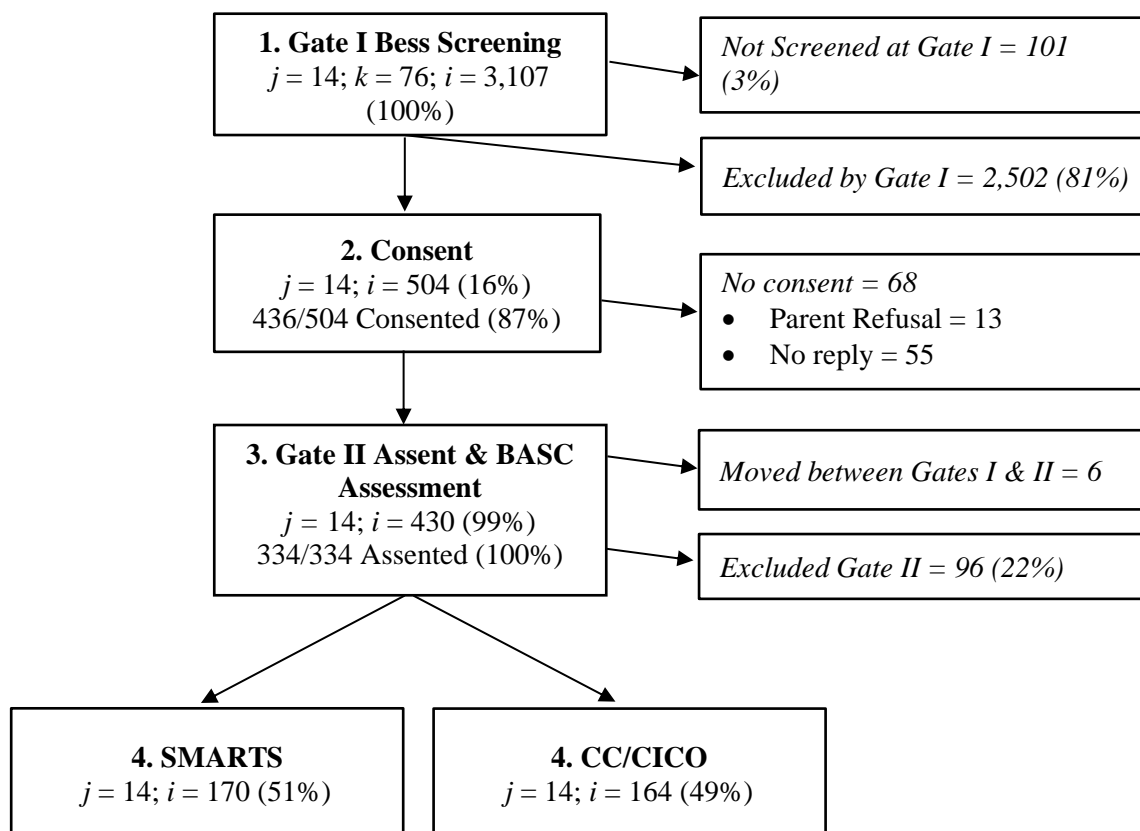 1. Gate I Bess Screening
j = 14; k = 76; i = 3,107
(100%)
Not Screened at Gate I = 101
(3%)
Excluded by Gate I = 2,502 (81%)
2. Consent
j = 14; i = 504 (16%)
436/504 Consented (87%)
No consent = 68
• Parent Refusal = 13
• No reply = 55
3. Gate II Assent & BASC
Assessment
j = 14; i = 430 (99%)
334/334 Assented (100%)
Moved between Gates I & II = 6
Excluded Gate II = 96 (22%)
4. SMARTS
j = 14; i = 170 (51%)
4. CC/CICO
j = 14; i = 164 (49%)